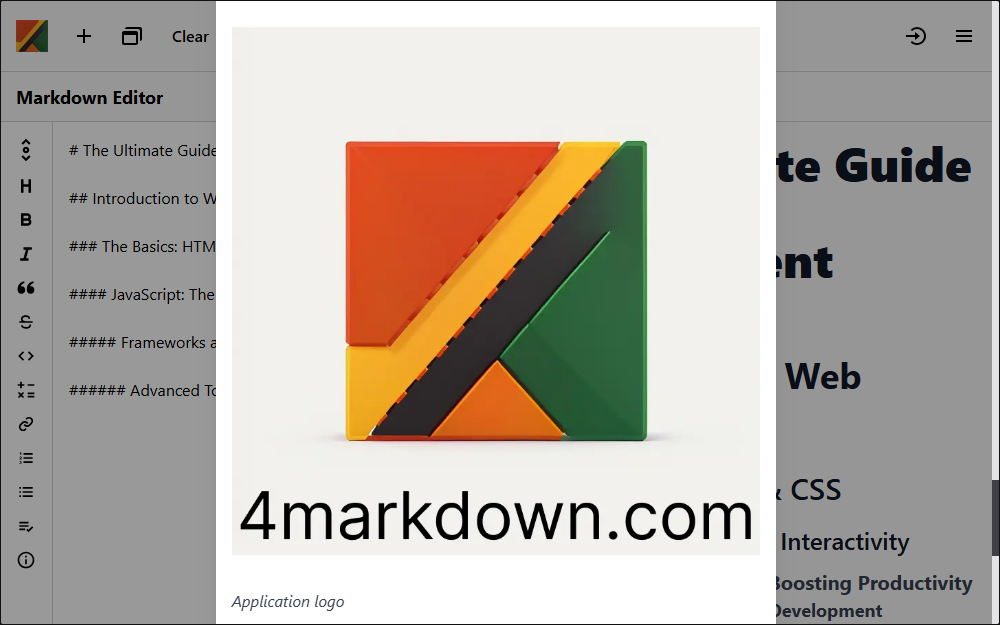 Clear
Markdown Editor
# The Ultimate Guide
## Introduction to W
### The Basics: HTM
#### JavaScript: The
##### Frameworks a
###### Advanced To
H
B
I
4markdown.com
Application logo
te Guide
ent
Web
& CSS
Interactivity
Boosting Productivity
Development